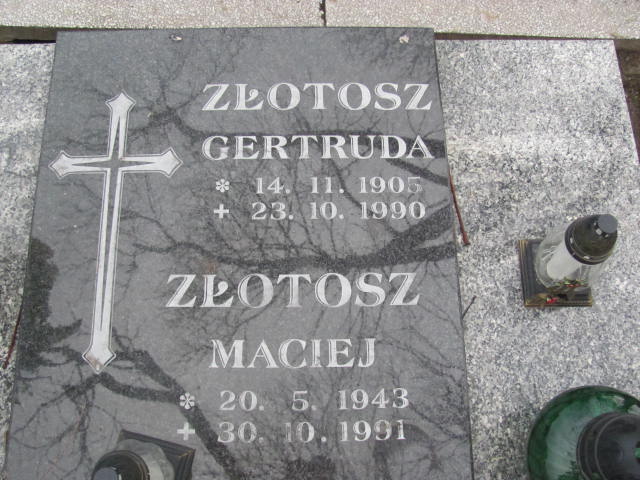 ZŁOTOSZ
GERTRUDA
* 14. 11. 1905
+ 23. 10. 1990
ZŁOTOSZ
MACIEJ
* 20. 5. 1943
+ 30. 10. 1991